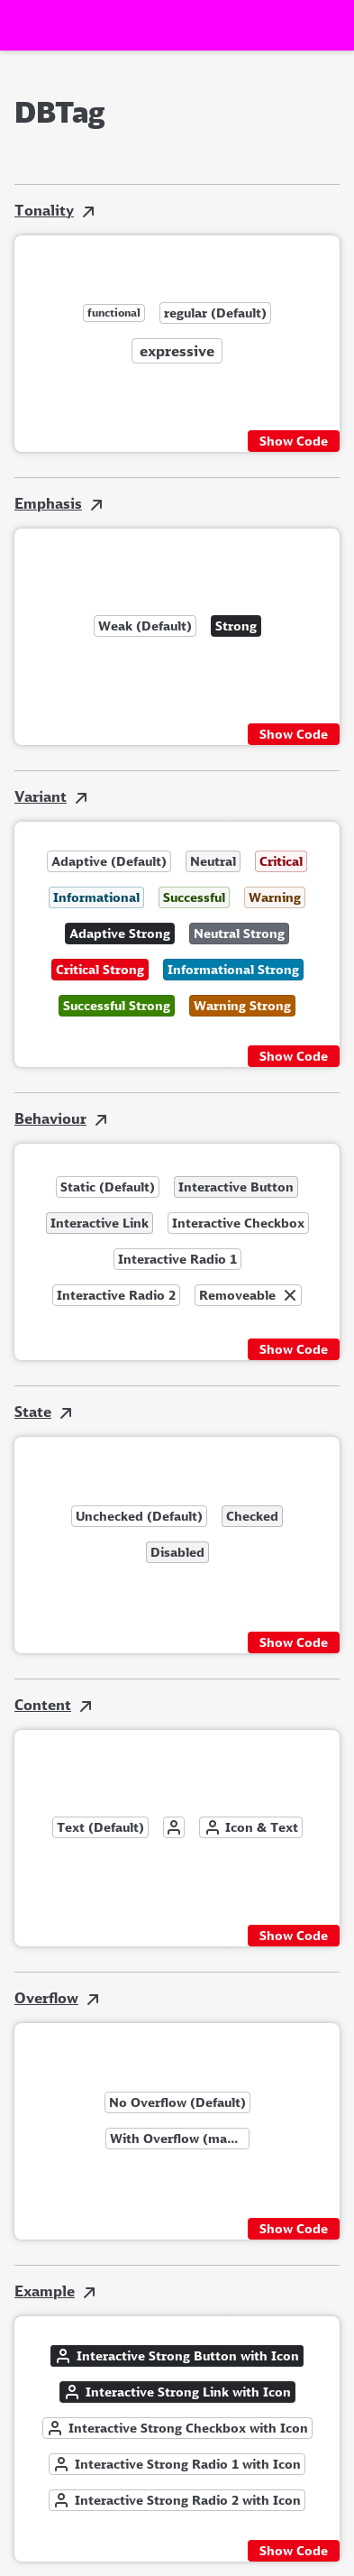 DBTag
Tonality
functional regular (Default)
expressive
Show Code
Emphasis
Weak (Default) Strong
Show Code
Variant
Adaptive (Default) Neutral Critical
Informational Successful Warning
Adaptive Strong Neutral Strong
Critical Strong Informational Strong
Successful Strong Warning Strong
Show Code
Behaviour
Static (Default) Interactive Button
Interactive Link Interactive Checkbox
Interactive Radio 1
Interactive Radio 2 Removeable
Show Code
State
Unchecked (Default) Checked
Disabled
Show Code
Content
Text (Default) Icon & Text
Show Code
Overflow
No Overflow (Default)
With Overflow (ma...
Show Code
Example
Interactive Strong Button with Icon
Interactive Strong Link with Icon
Interactive Strong Checkbox with Icon
Interactive Strong Radio 1 with Icon
Interactive Strong Radio 2 with Icon
Show Code